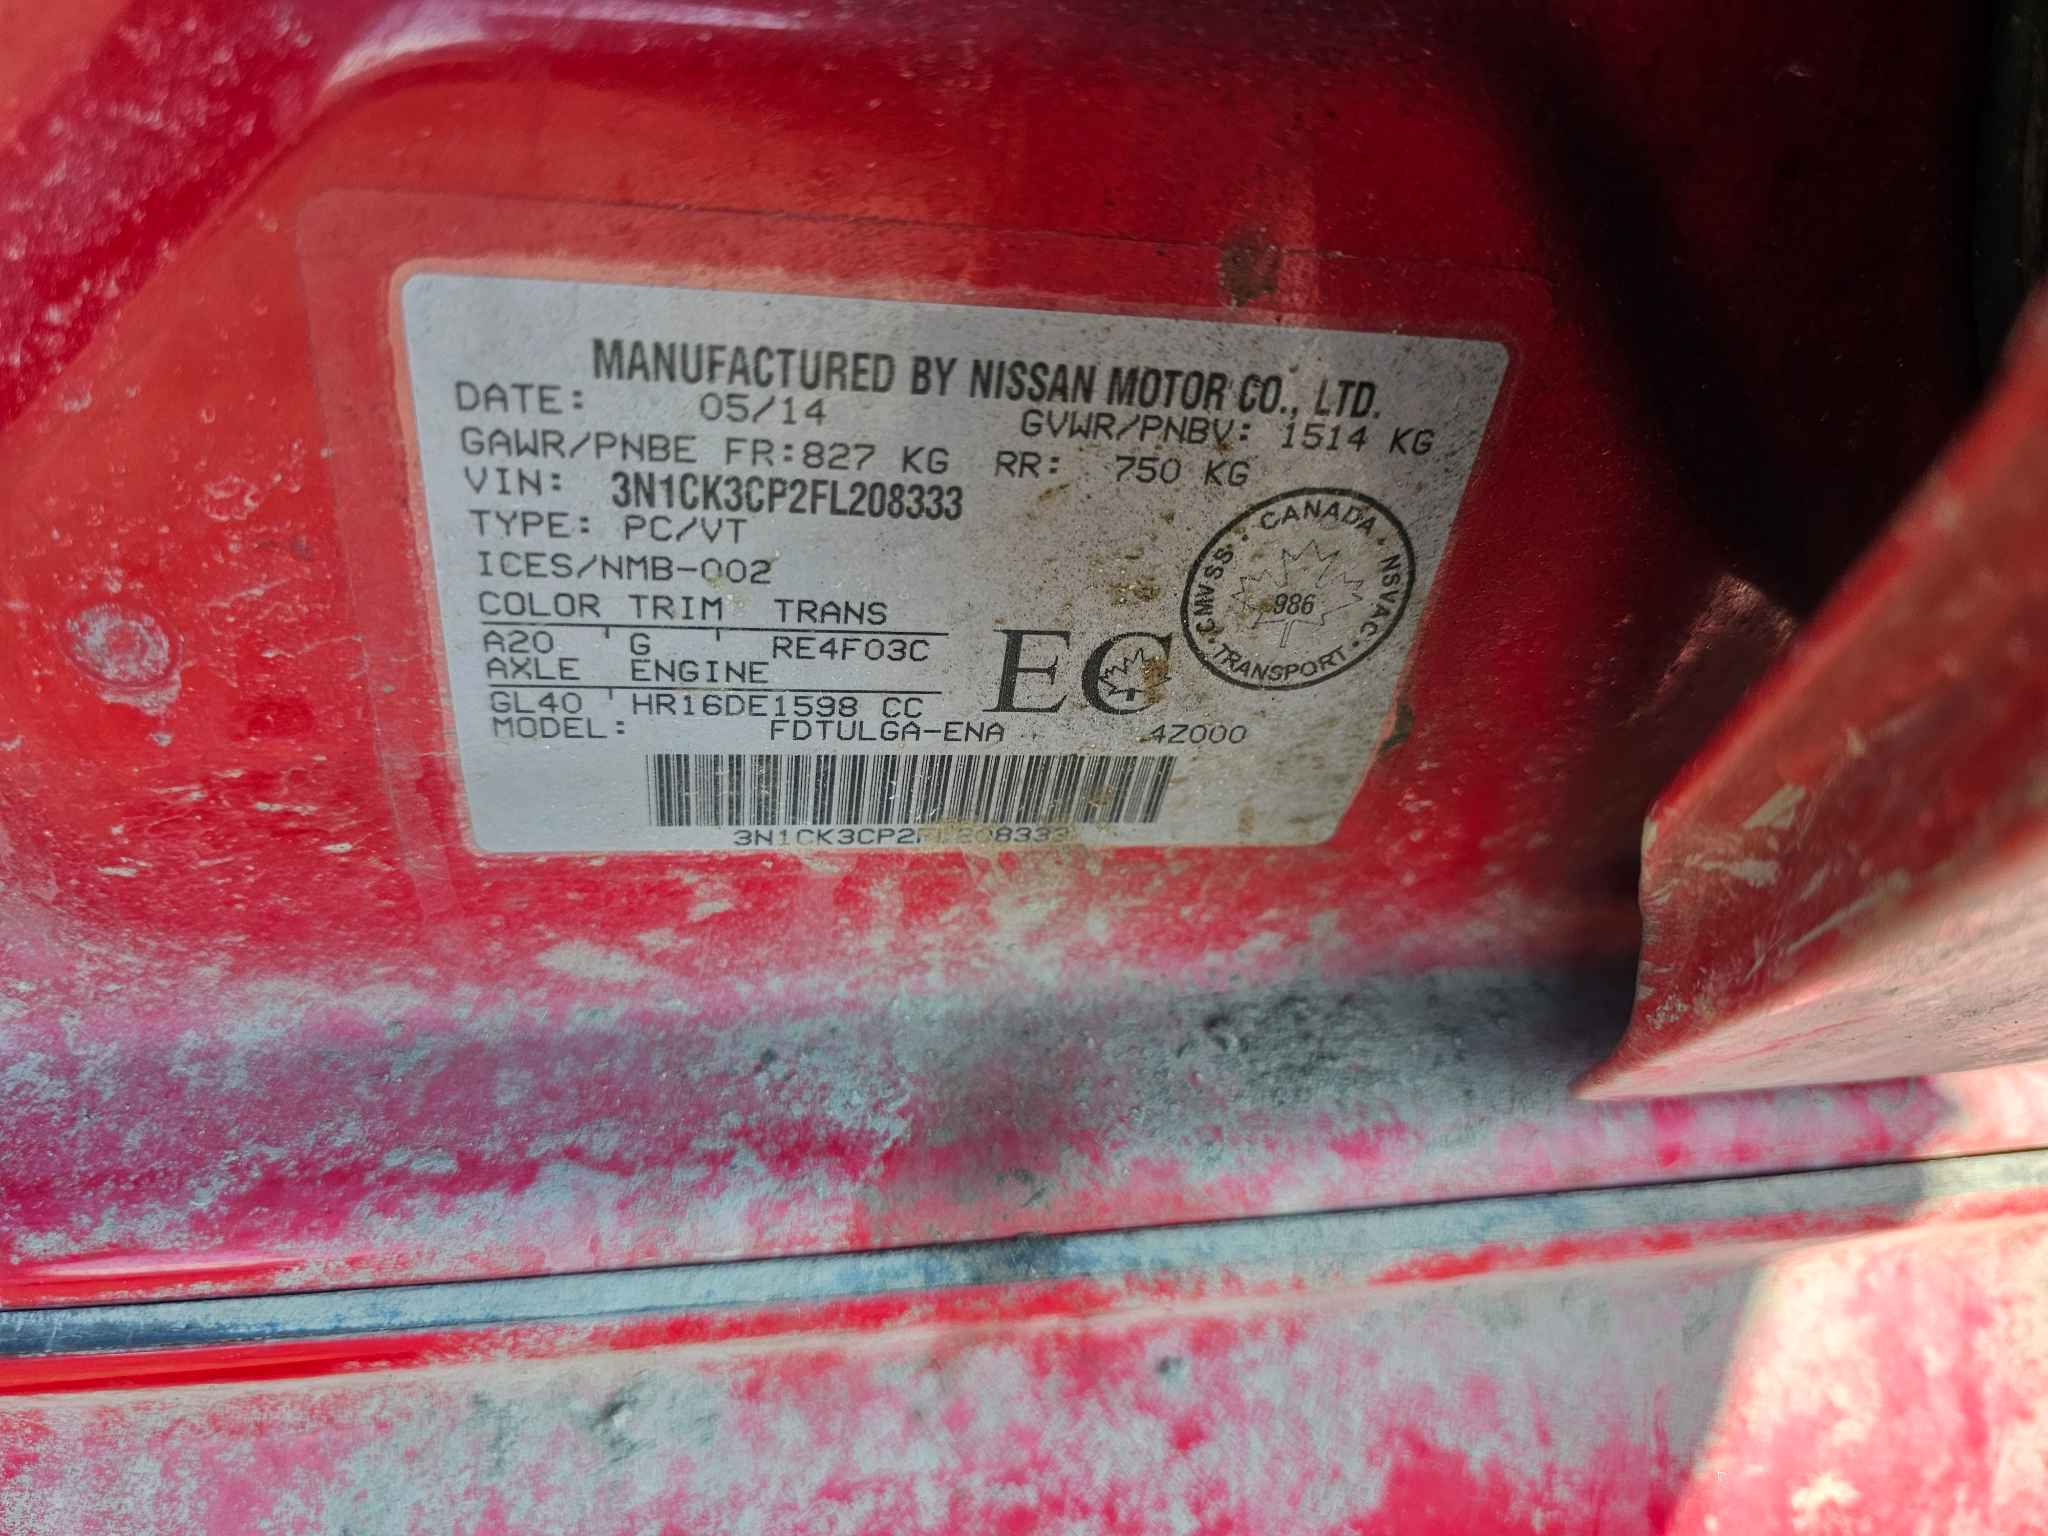 MANUFACTURED BY NISSAN MOTOR CO., LTD.
DATE: 05/14 GVWR/PNBV: 1514 KG
GAWR/PNBE FR:827 KG RR: 750 KG
VIN: 3N1CK3CP2FL208333
TYPE: PC/VT
ICES/NMB-002
COLOR TRIM TRANS
A20 G RE4F03C
AXLE ENGINE
GL40 HR16DE1598 CC
MODEL: FDTULGA-ENA 4Z000
EC
CANADA · NSVAC · TRANSPORT · CMVSS ·
986
3N1CK3CP2FL208333